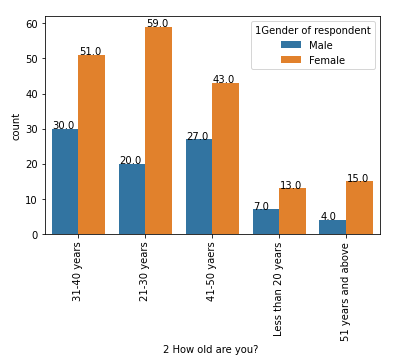 60
50
40
30
20
10
0
count
1Gender of respondent
Male
Female
30.0
51.0
20.0
59.0
27.0
43.0
7.0
13.0
4.0
15.0
31-40 years
21-30 years
41-50 yaers
Less than 20 years
51 years and above
2 How old are you?